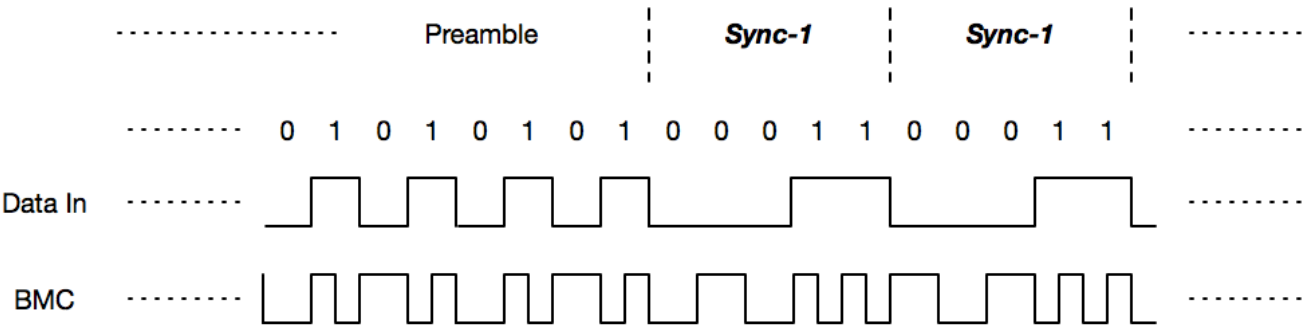 Preamble Sync-1 Sync-1
0 1 0 1 0 1 0 1 0 0 0 1 1 0 0 0 1 1
Data In
BMC